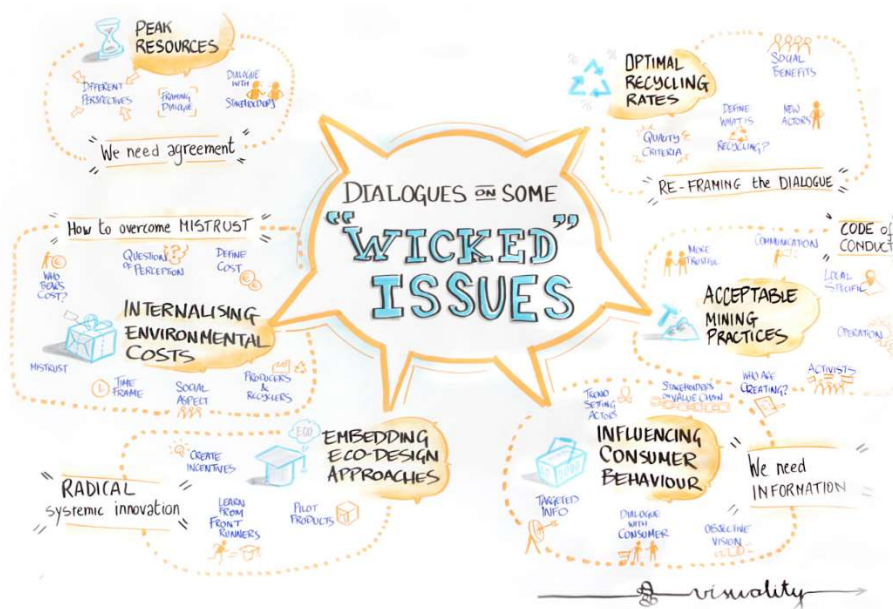 DIALOGUES ON SOME
"WICKED"
ISSUES
PEAK
RESOURCES
DIFFERENT
PERSPECTIVES
FRAMING
DIALOGUE
DIALOGUE
WITH
STAKEHOLDERS
We need agreement
How to overcome MISTRUST
WHO
BEARS
COST?
QUESTION
OF PERCEPTION
DEFINE
COST
INTERNALISING
ENVIRONMENTAL
COSTS
MISTRUST
TIME
FRAME
SOCIAL
ASPECT
PRODUCERS
&
RECYCLERS
ECO
EMBEDDING
ECO-DESIGN
APPROACHES
CREATE
INCENTIVES
RADICAL
systemic innovation
LEARN
FROM
FRONT
RUNNERS
PILOT
PRODUCTS
OPTIMAL
RECYCLING
RATES
SOCIAL
BENEFITS
QUALITY
CRITERIA
DEFINE
WHAT IS
RECYCLING?
NEW
ACTORS
RE-FRAMING the DIALOGUE
CODE of
CONDUCT
MORE
TRUSTFUL
COMMUNICATION
LOCAL
SPECIFIC
ACCEPTABLE
MINING
PRACTICES
OPERATION
WHO ARE
CREATING?
ACTIVISTS
TREND
SETTING
ACTORS
STAKEHOLDERS
VALUE CHAIN
INFLUENCING
CONSUMER
BEHAVIOUR
We need
INFORMATION
TARGETED
INFO
DIALOGUE
WITH
CONSUMER
OBJECTIVE
VISION
visuality